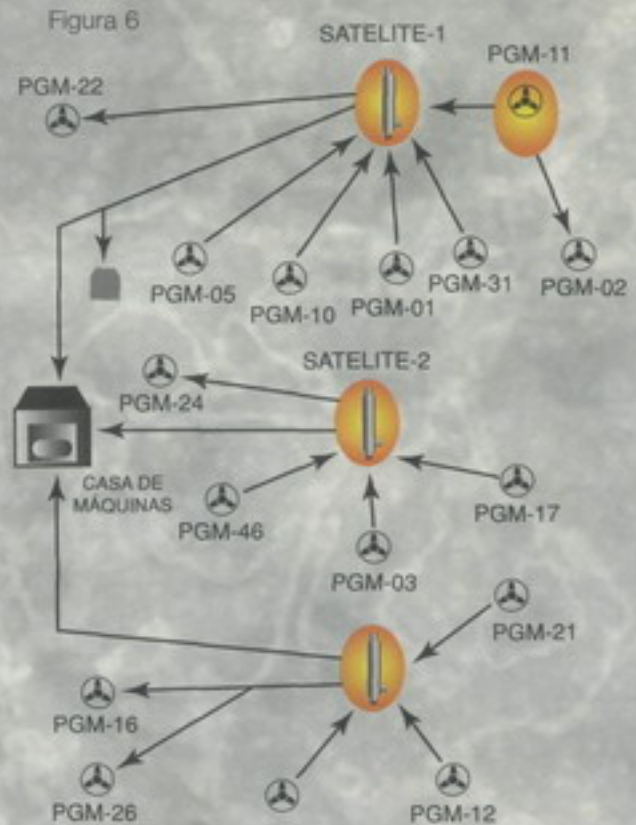 Figura 6
SATELITE-1
PGM-11
PGM-22
PGM-05
PGM-10
PGM-01
PGM-31
PGM-02
SATELITE-2
PGM-24
CASA DE
MÁQUINAS
PGM-46
PGM-17
PGM-03
PGM-21
PGM-16
PGM-26
PGM-12